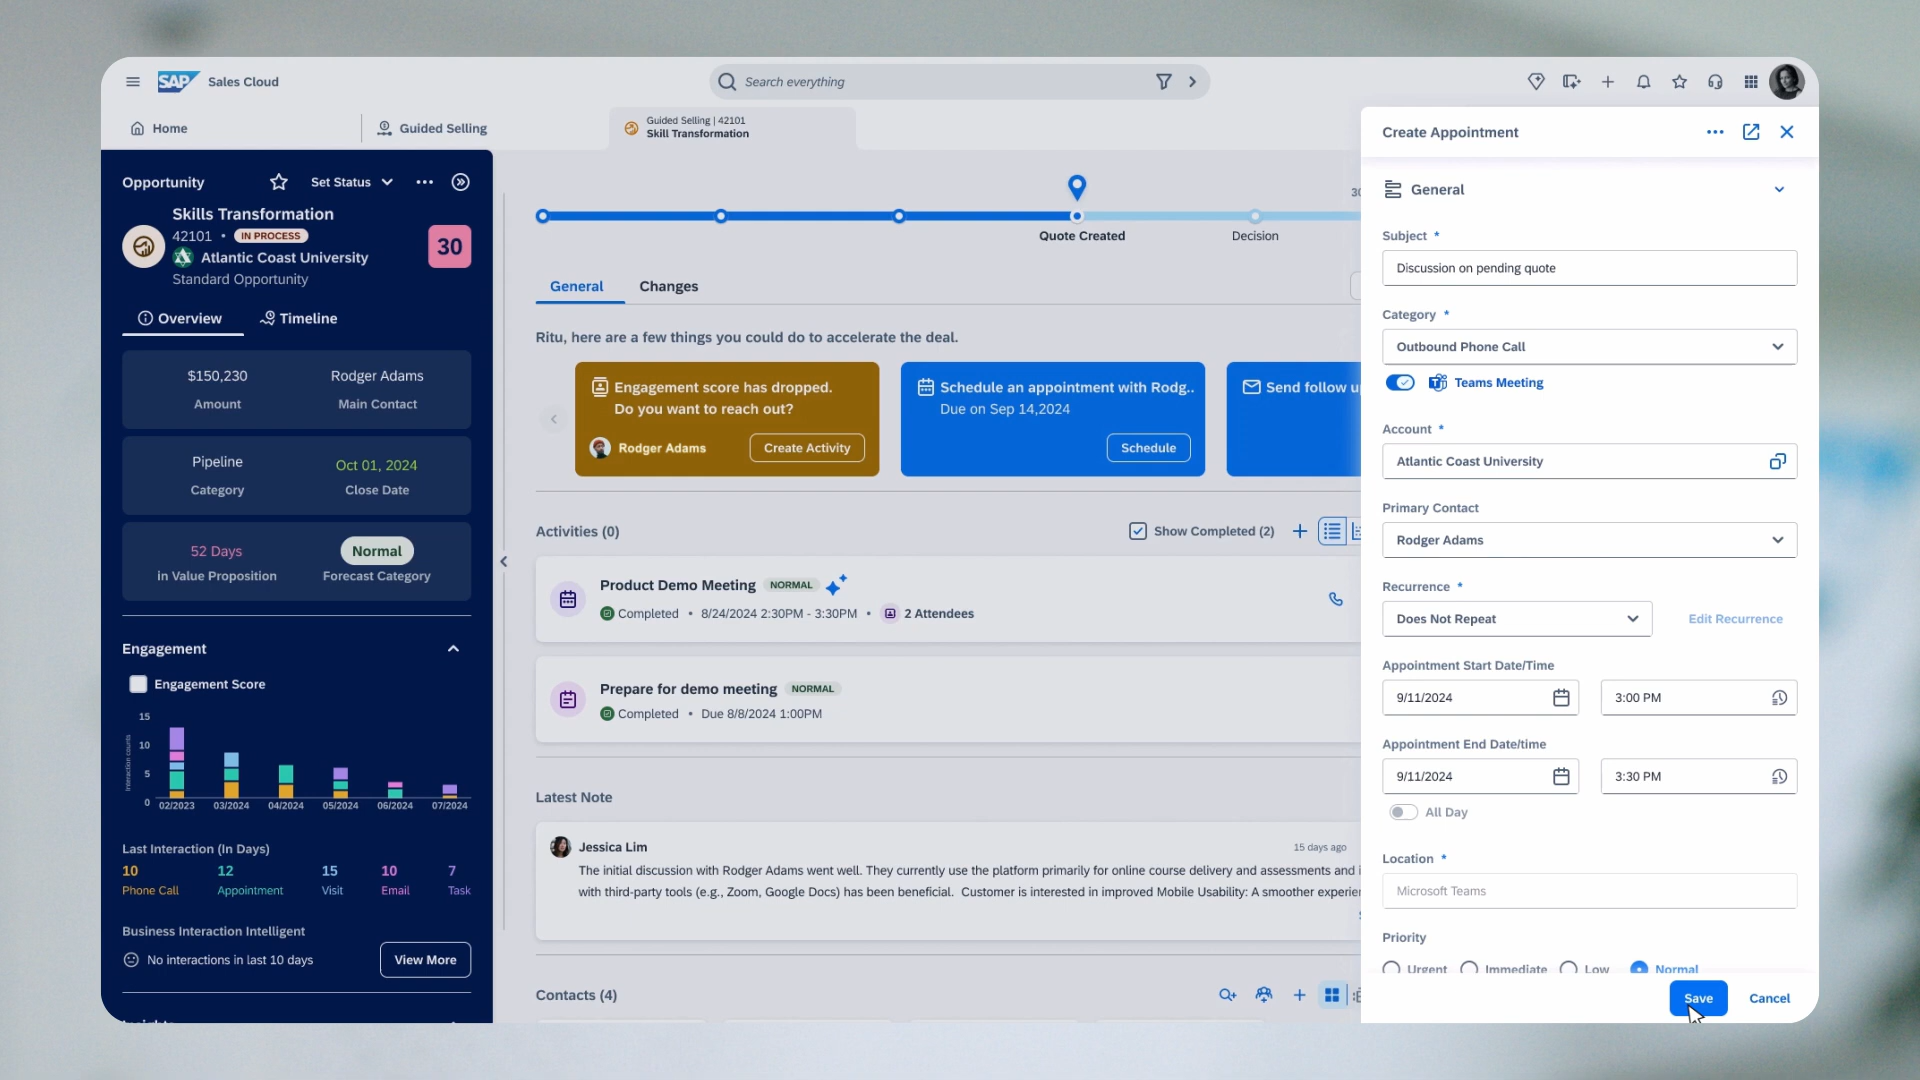 SAP Sales Cloud
Search everything
Home
Guided Selling
Guided Selling | 42101
Skill Transformation
Opportunity
Set Status
Skills Transformation
42101 • IN PROCESS
Atlantic Coast University
Standard Opportunity
30
Overview
Timeline
$150,230
Amount
Rodger Adams
Main Contact
Pipeline
Category
Oct 01, 2024
Close Date
52 Days
in Value Proposition
Normal
Forecast Category
Engagement
Engagement Score
Interaction counts
15
10
5
0
02/2023 03/2024 04/2024 05/2024 06/2024 07/2024
Last Interaction (In Days)
10 12 15 10 7
Phone Call Appointment Visit Email Task
Business Interaction Intelligent
No interactions in last 10 days
View More
30
Quote Created
Decision
General
Changes
Ritu, here are a few things you could do to accelerate the deal.
Engagement score has dropped.
Do you want to reach out?
Rodger Adams
Create Activity
Schedule an appointment with Rodg..
Due on Sep 14,2024
Schedule
Send follow u
Activities (0)
Show Completed (2)
Product Demo Meeting NORMAL
Completed • 8/24/2024 2:30PM - 3:30PM • 2 Attendees
Prepare for demo meeting NORMAL
Completed • Due 8/8/2024 1:00PM
Latest Note
Jessica Lim
15 days ago
The initial discussion with Rodger Adams went well. They currently use the platform primarily for online course delivery and assessments and i
with third-party tools (e.g., Zoom, Google Docs) has been beneficial. Customer is interested in improved Mobile Usability: A smoother experier
Contacts (4)
Create Appointment
General
Subject *
Discussion on pending quote
Category *
Outbound Phone Call
Teams Meeting
Account *
Atlantic Coast University
Primary Contact
Rodger Adams
Recurrence *
Does Not Repeat
Edit Recurrence
Appointment Start Date/Time
9/11/2024
3:00 PM
Appointment End Date/time
9/11/2024
3:30 PM
All Day
Location *
Microsoft Teams
Priority
Urgent Immediate Low Normal
Save
Cancel